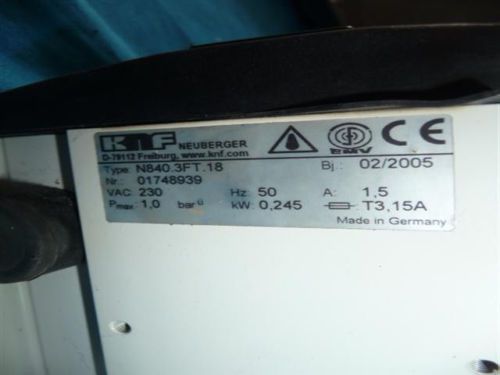 KNF NEUBERGER
D-79112 Freiburg, www.knf.com
EMV CE
Type: N840.3FT.18 Bj.: 02/2005
Nr.: 01748939
VAC: 230 Hz: 50 A: 1,5
Pmax: 1,0 bar ü kW: 0,245 T3,15A
Made in Germany